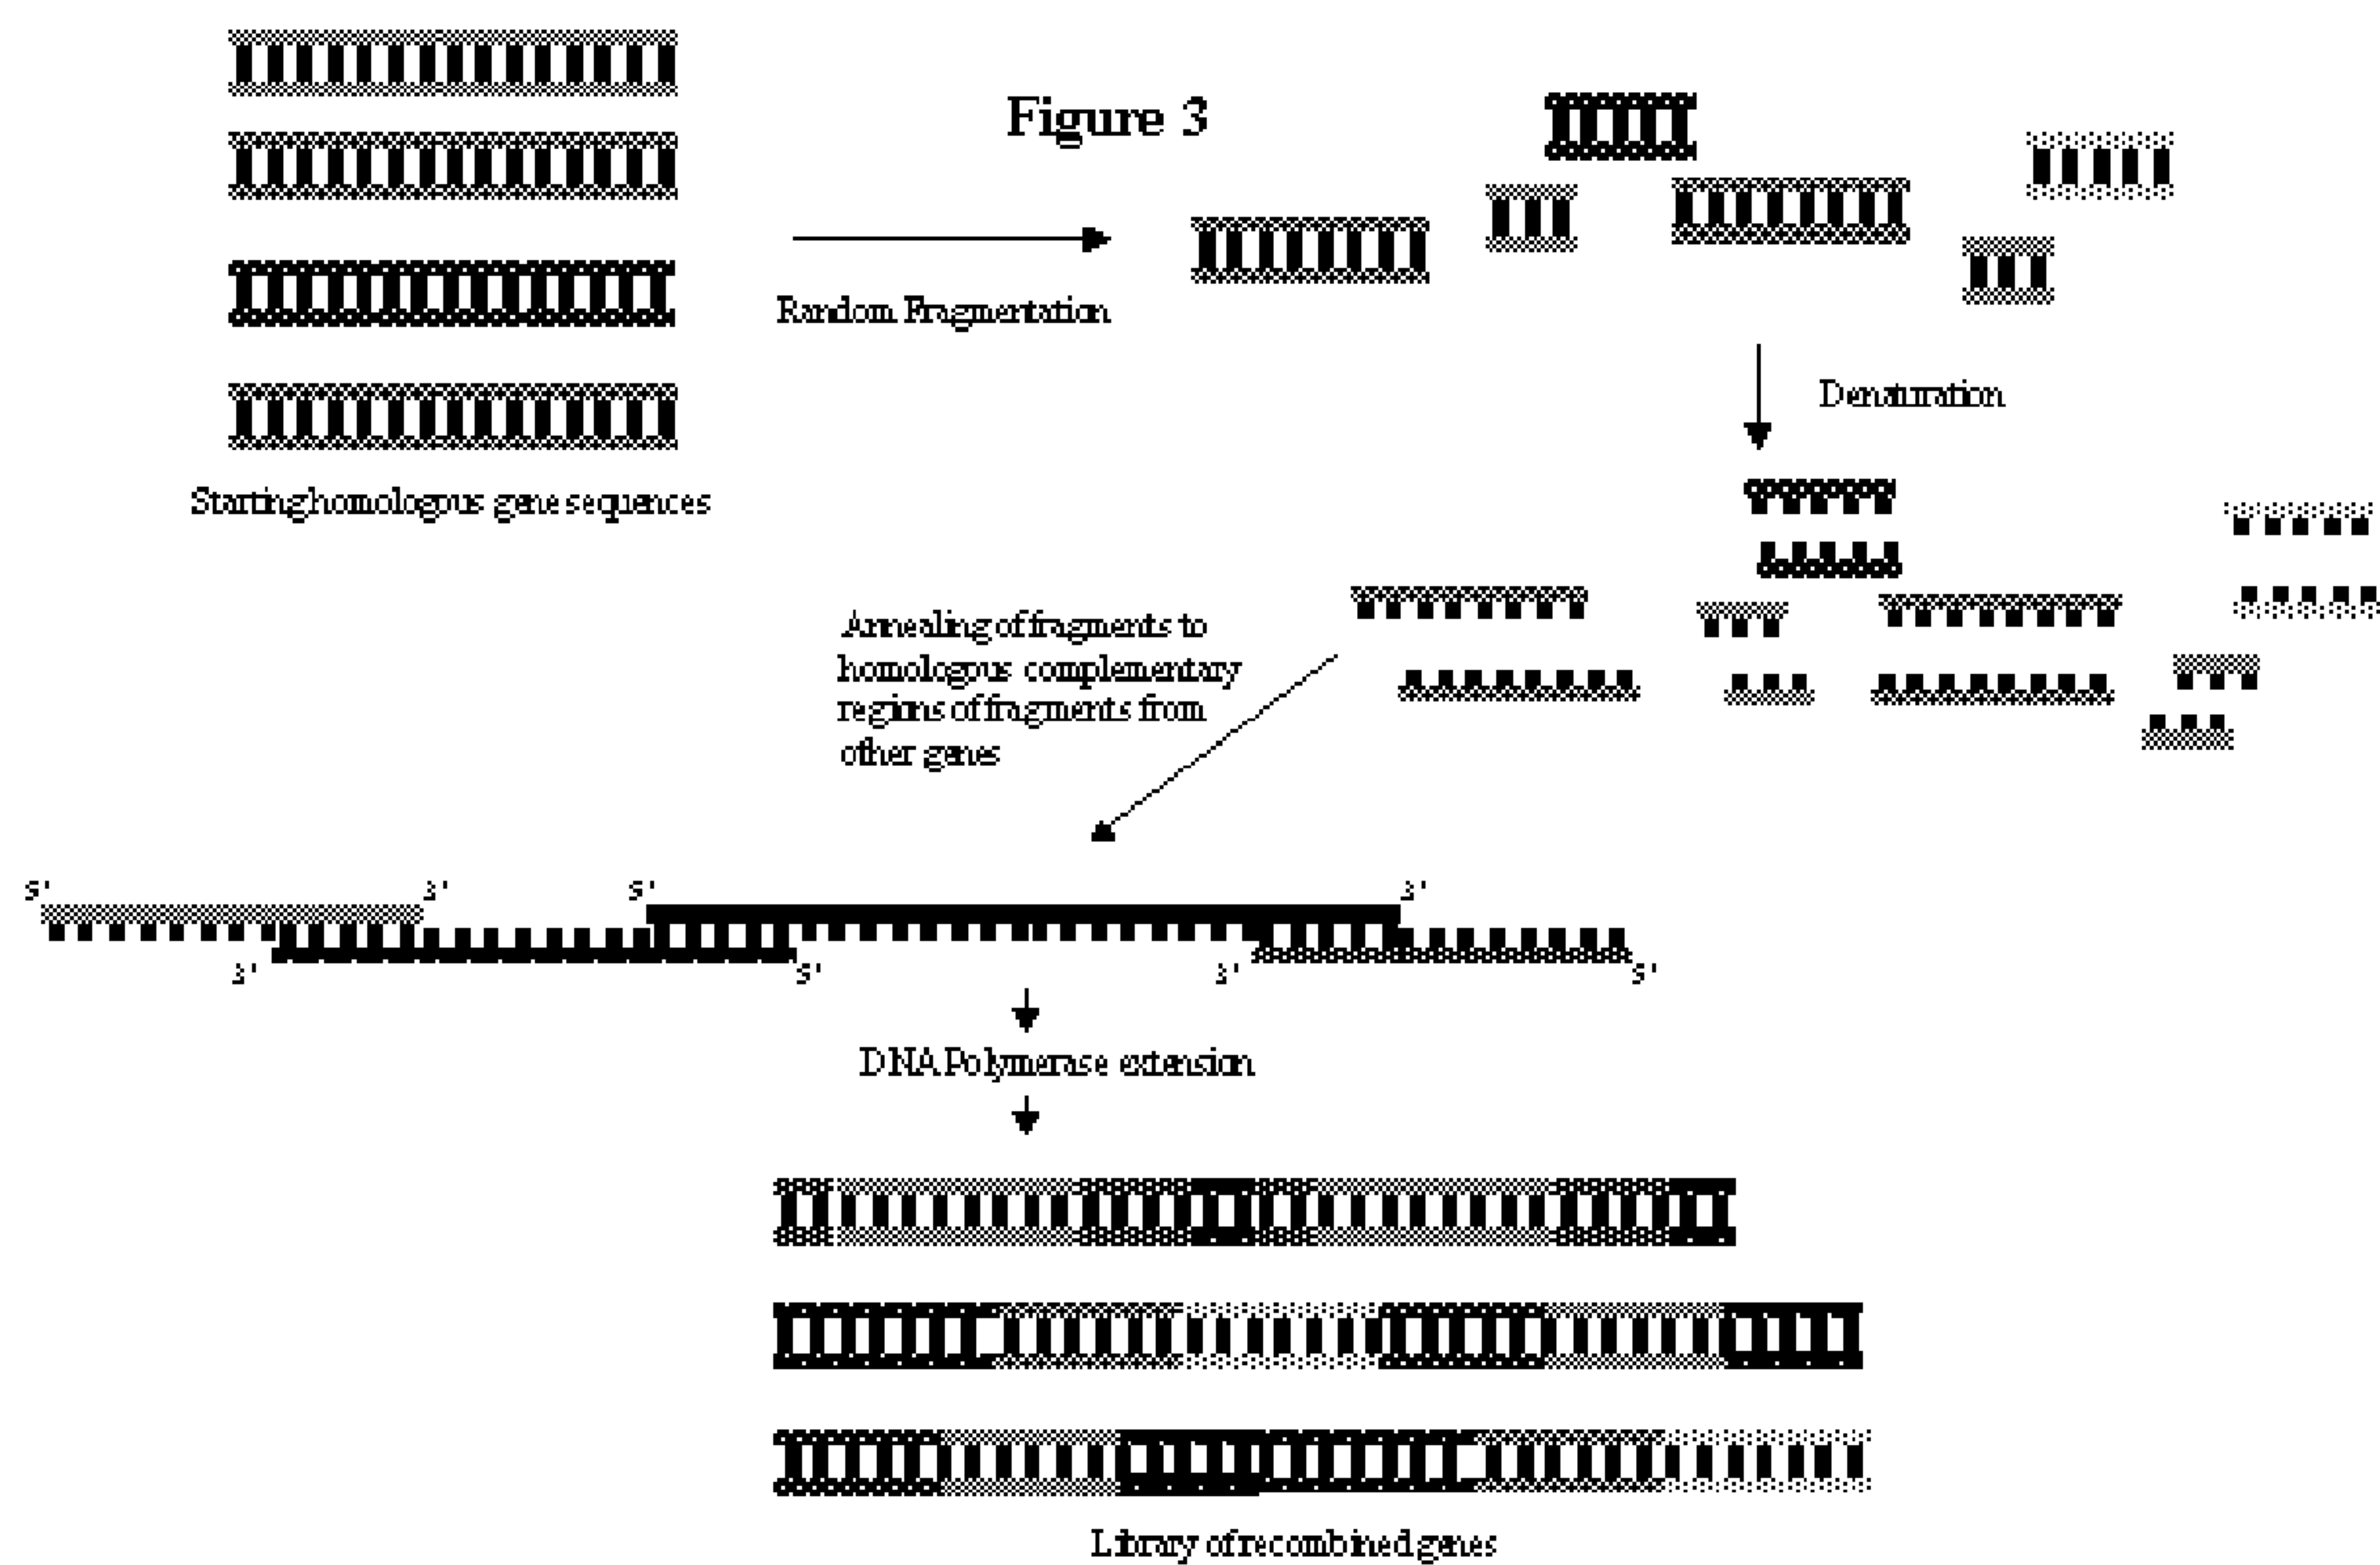 Figure 3
Random Fragmentation
Denaturation
Starting homologous gene sequences
Annealing of fragments to
homologous complementary
regions of fragments from
other genes
5' 3' 5' 3'
3' 5' 3' 5'
DNA Polymerase extension
Library of recombined genes